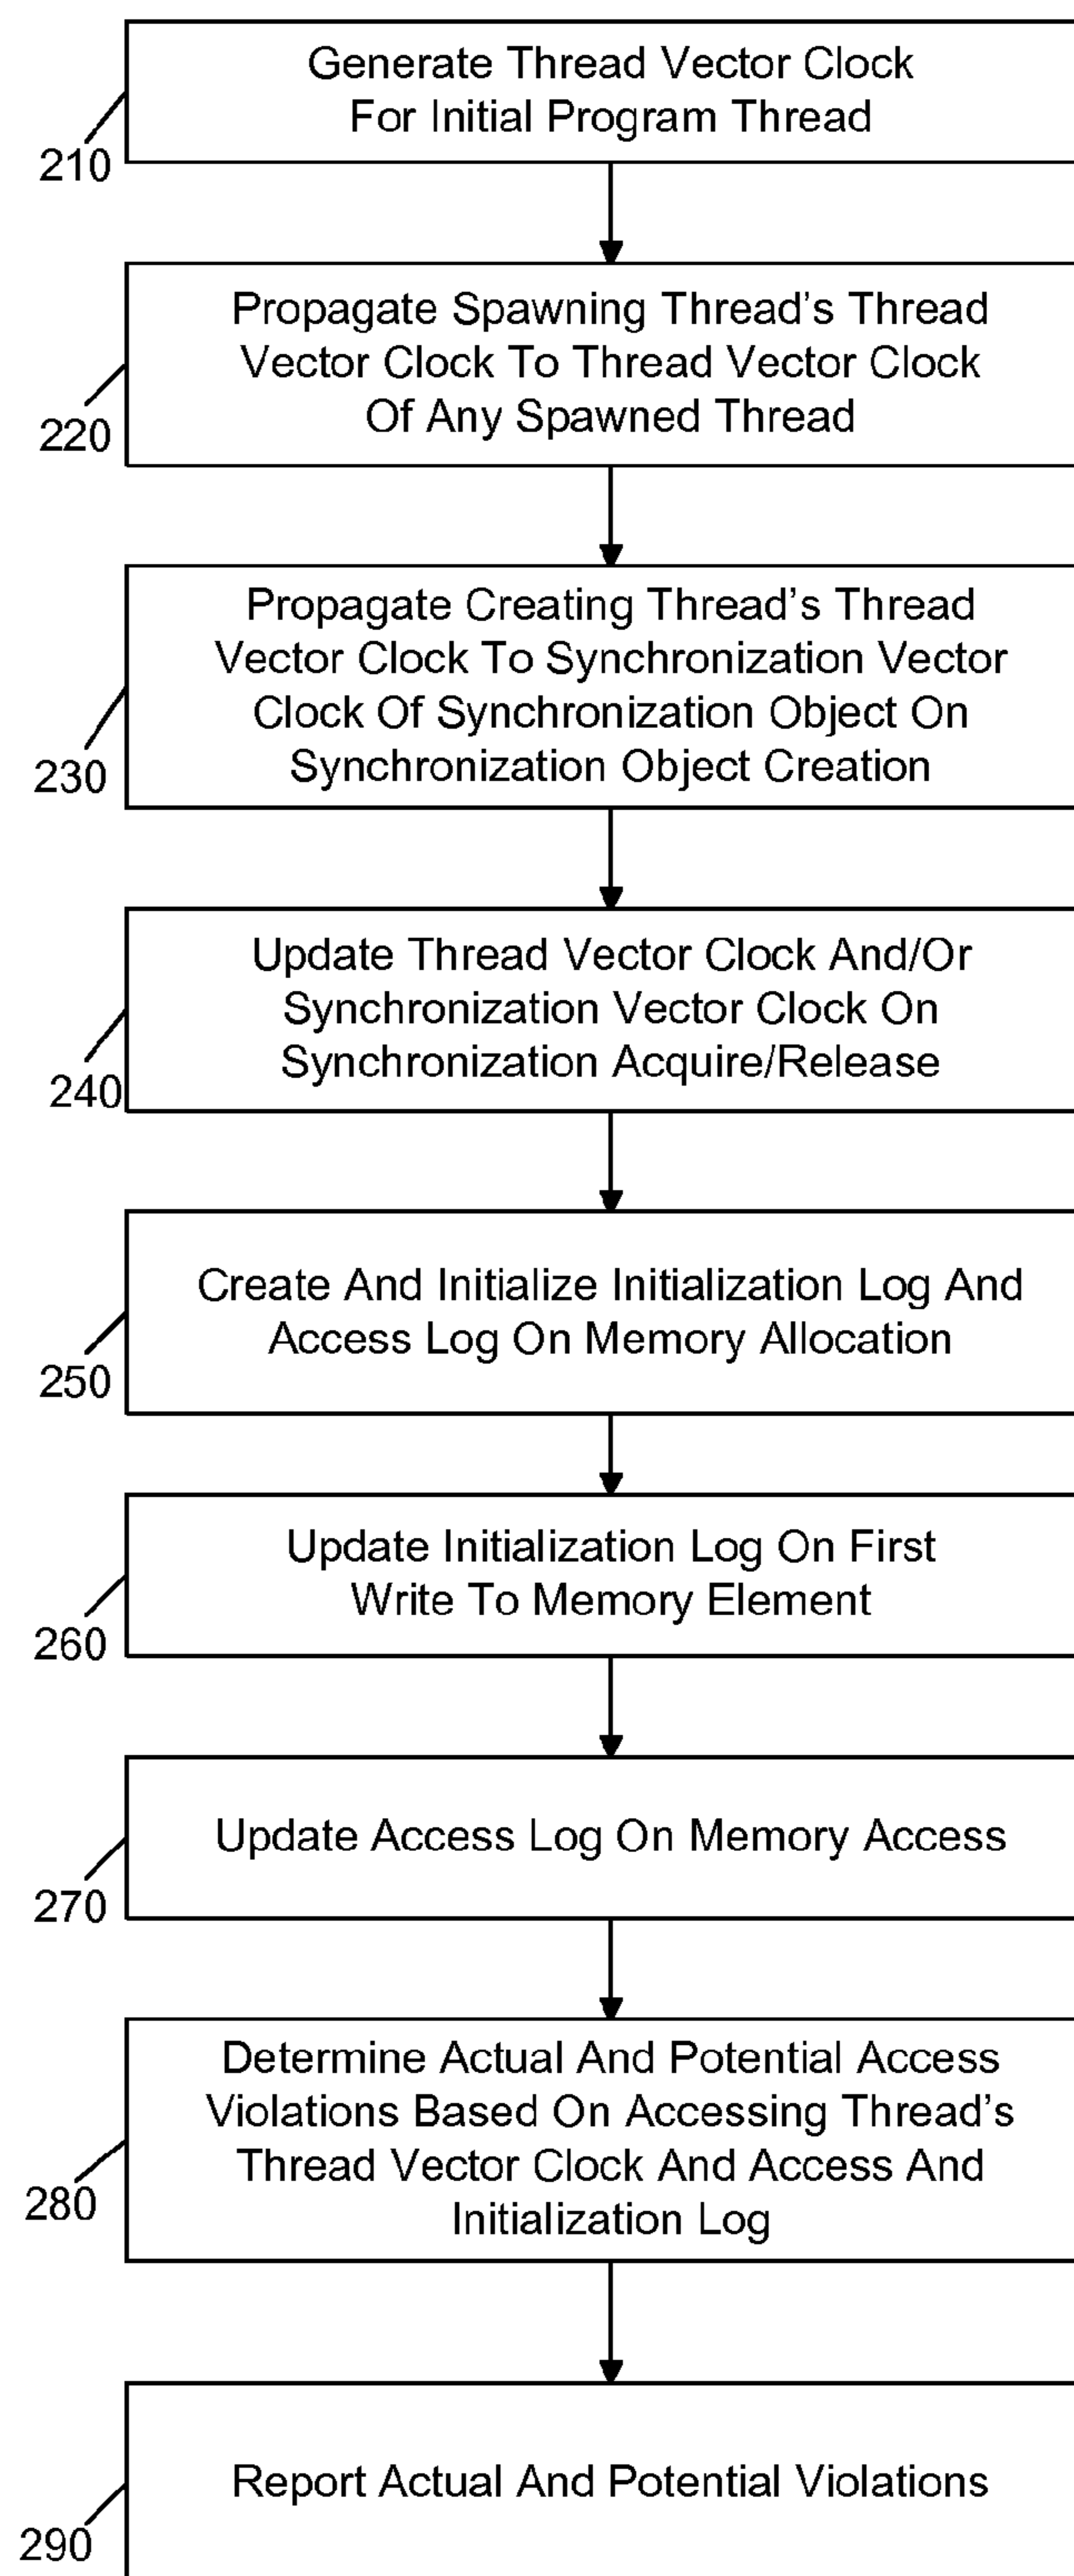 Generate Thread Vector Clock
For Initial Program Thread
210
Propagate Spawning Thread's Thread
Vector Clock To Thread Vector Clock
Of Any Spawned Thread
220
Propagate Creating Thread's Thread
Vector Clock To Synchronization Vector
Clock Of Synchronization Object On
Synchronization Object Creation
230
Update Thread Vector Clock And/Or
Synchronization Vector Clock On
Synchronization Acquire/Release
240
Create And Initialize Initialization Log And
Access Log On Memory Allocation
250
Update Initialization Log On First
Write To Memory Element
260
Update Access Log On Memory Access
270
Determine Actual And Potential Access
Violations Based On Accessing Thread's
Thread Vector Clock And Access And
Initialization Log
280
Report Actual And Potential Violations
290